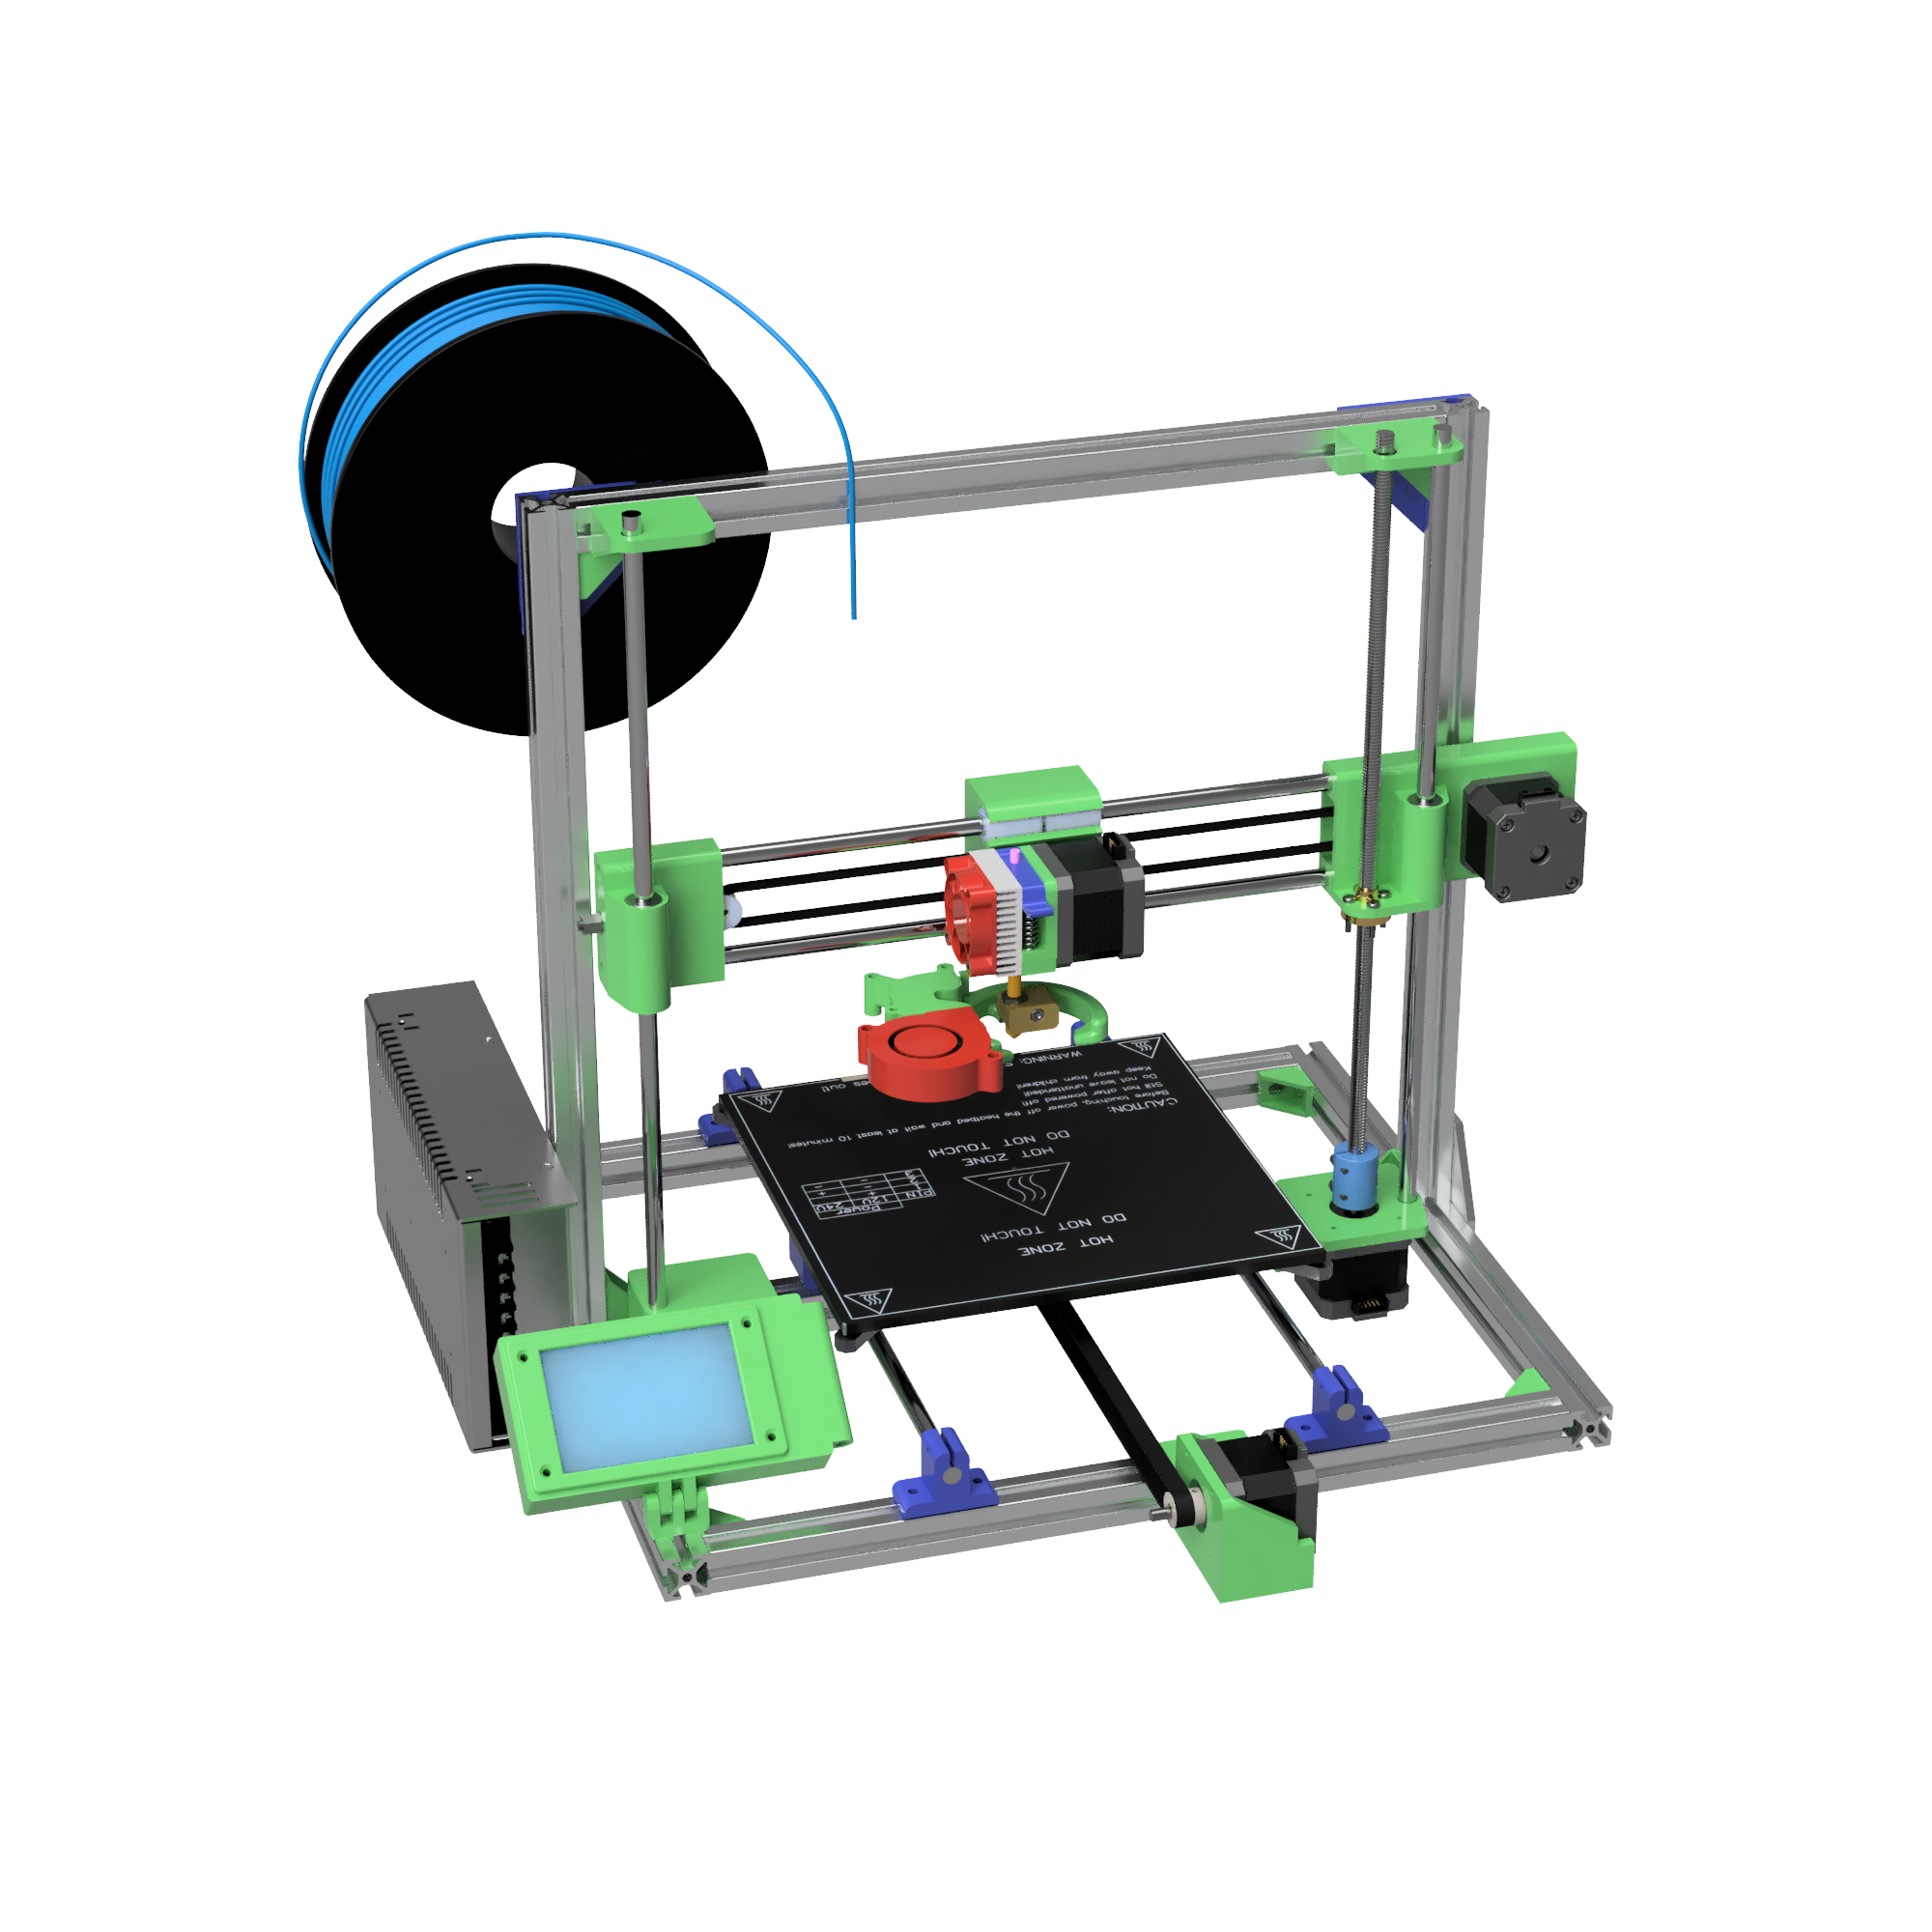 WARNING:
Keep away from children!
Do not leave unattended!
Still hot after powered off!
Before touching, power off the heatbed and wait at least 10 minutes!
CAUTION:
DO NOT TOUCH!
HOT ZONE
DO NOT TOUCH!
HOT ZONE
Power
PIN 12V 24V
1 + +
- -